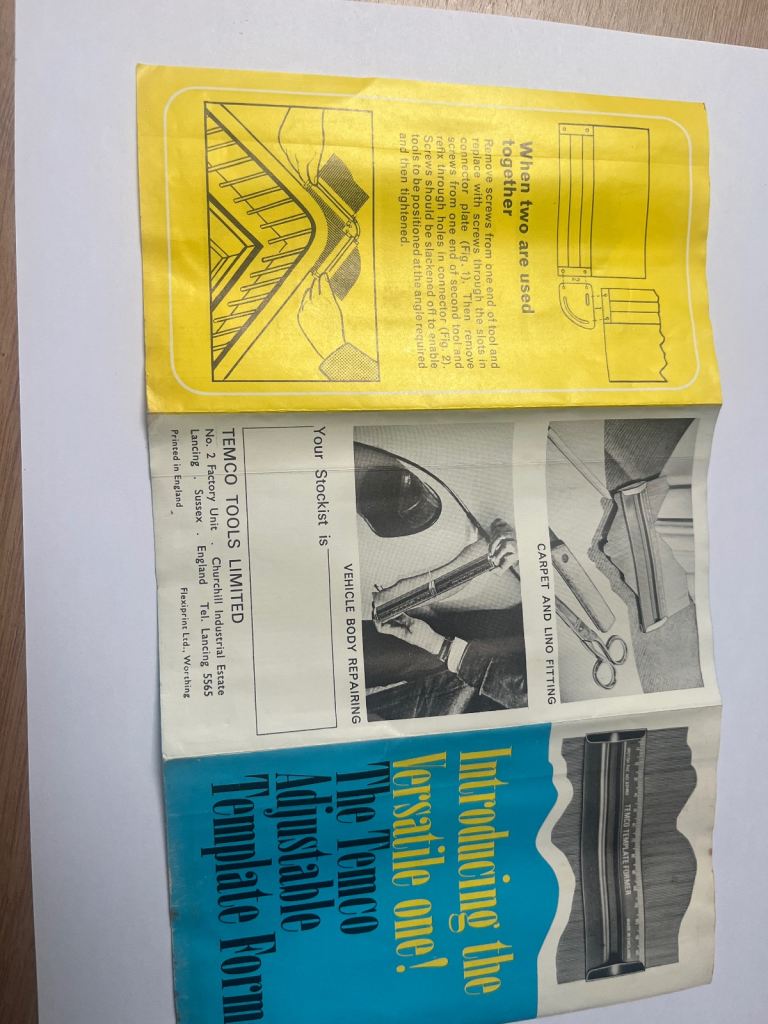 When two are used
together
Remove screws from one end of tool and
replace with screws through the slots in
connector plate (Fig. 1). Then remove
screws from one end of second tool and
refix through holes in connector (Fig. 2).
Screws should be slackened off to enable
tools to be positioned at the angle required
and then tightened.
CARPET AND LINO FITTING
VEHICLE BODY REPAIRING
Your Stockist is
TEMCO TOOLS LIMITED
No. 2 Factory Unit · Churchill Industrial Estate
Lancing · Sussex · England Tel. Lancing 5565
Printed in England Flexiprint Ltd., Worthing
TEMCO TEMPLATE FORMER
Introducing the
Versatile one!
The Temco
Adjustable
Template Form